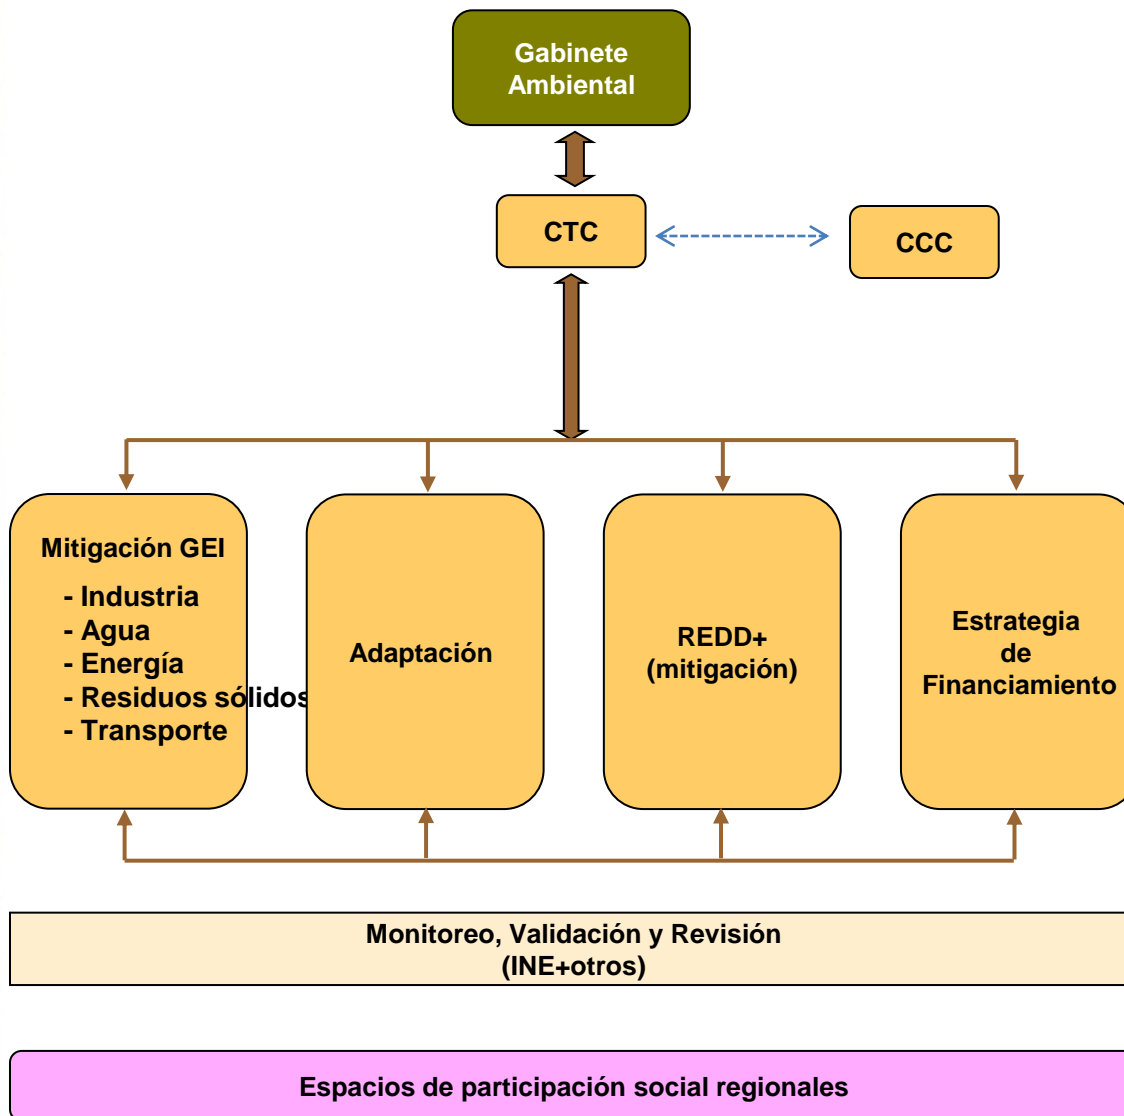 Gabinete
Ambiental
CTC
CCC
Mitigación GEI
- Industria
- Agua
- Energía
- Residuos sólidos
- Transporte
Adaptación
REDD+
(mitigación)
Estrategia
de
Financiamiento
Monitoreo, Validación y Revisión
(INE+otros)
Espacios de participación social regionales